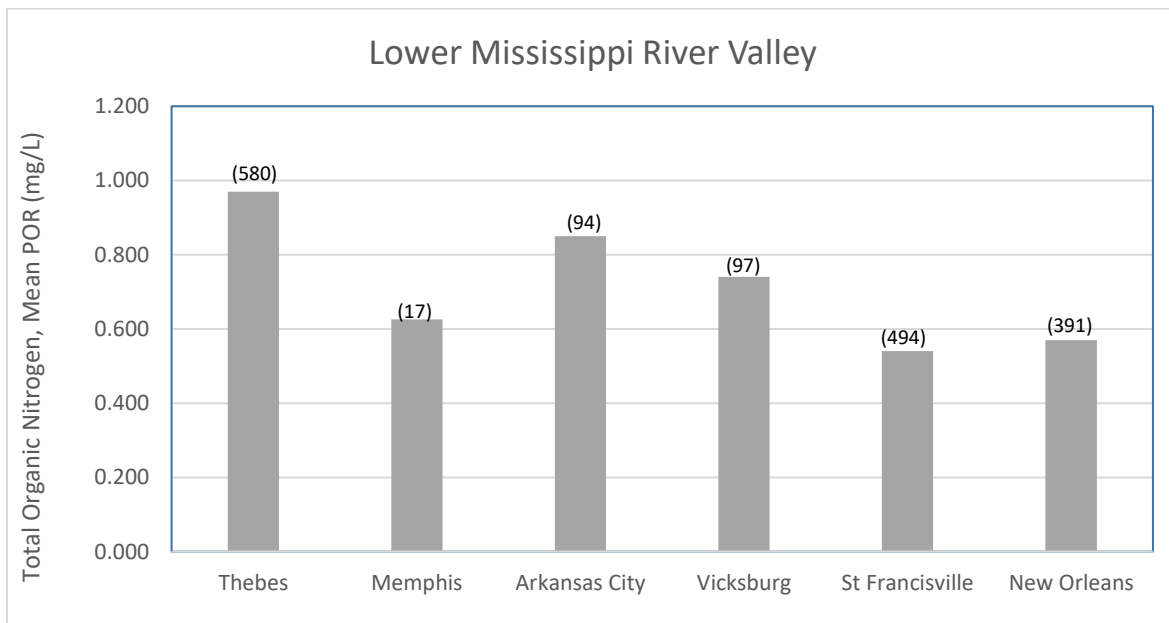 Lower Mississippi River Valley
Total Organic Nitrogen, Mean POR (mg/L)
1.200
1.000
0.800
0.600
0.400
0.200
0.000
(580)
(17)
(94)
(97)
(494)
(391)
Thebes
Memphis
Arkansas City
Vicksburg
St Francisville
New Orleans